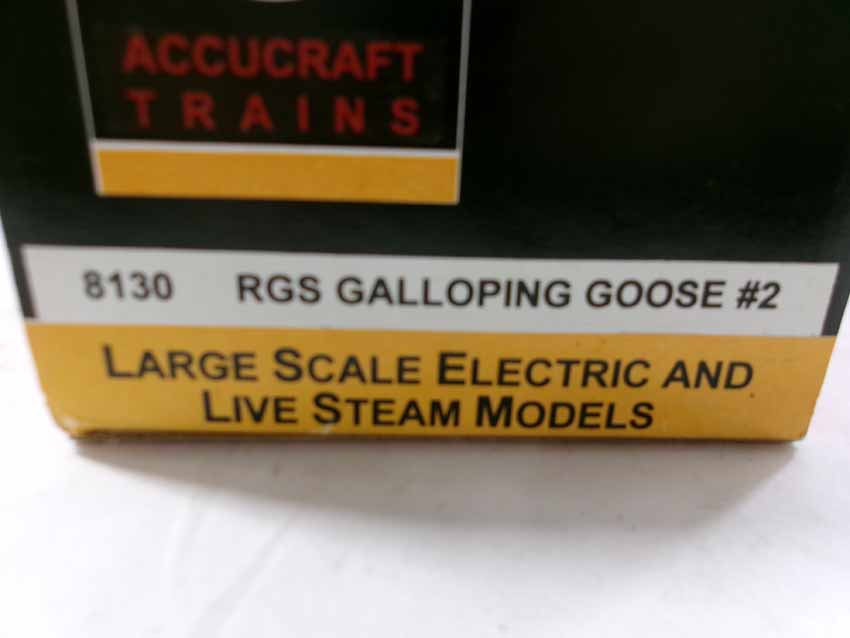 ACCUCRAFT
TRAINS
8130 RGS GALLOPING GOOSE #2
LARGE SCALE ELECTRIC AND
LIVE STEAM MODELS